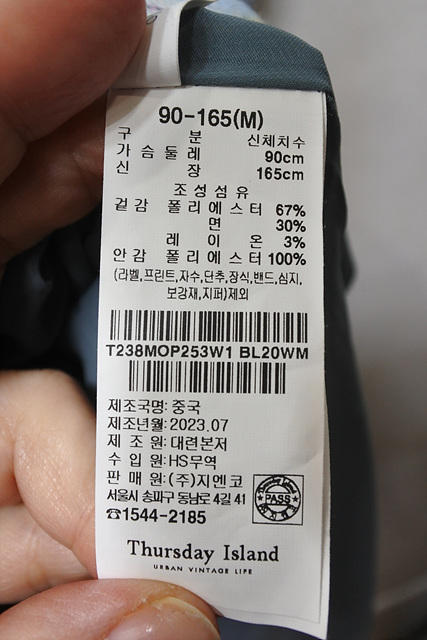 90-165(M)
구 분 신체치수
가슴둘레 90cm
신 장 165cm
조성섬유
겉감 폴리에스터 67%
면 30%
레이온 3%
안감 폴리에스터 100%
(라벨,프린트,자수,단추,장식,밴드,심지,
보강재,지퍼)제외
T238MOP253W1 BL20WM
제조국명: 중국
제조년월: 2023.07
제 조 원: 대련본저
수 입 원: HS무역
판 매 원: (주)지엔코
서울시 송파구 동남로 4길 41
☎1544-2185
PASS
Thursday Island
URBAN VINTAGE LIFE